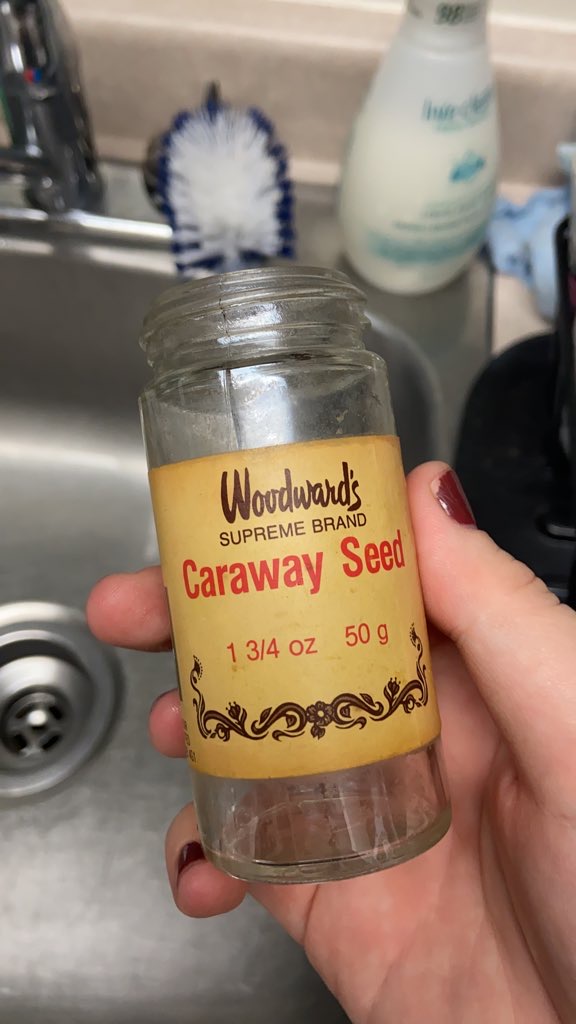 Woodward's
SUPREME BRAND
Caraway Seed
1 3/4 oz 50 g